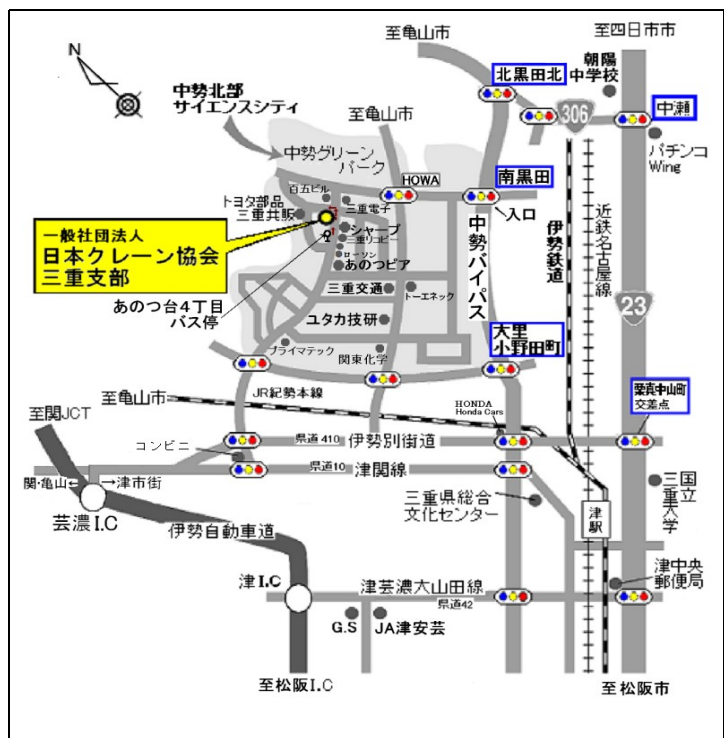 至亀山市
至四日市市
朝陽
中学校
北黒田北
306
中瀬
パチンコ
Wing
中勢北部
サイエンスシティ
至亀山市
中勢グリーン
パーク
HOWA
南黒田
入口
百五ビル
トヨタ部品
三重共販
三重電子
シャープ
三重リコピー
ローソン
あのつピア
一般社団法人
日本クレーン協会
三重支部
あのつ台4丁目
バス停
三重交通
トーエネック
ユタカ技研
プライマテック
関東化学
中勢バイパス
伊勢鉄道
近鉄名古屋線
23
大里
小野田町
JR紀勢本線
至亀山市
HONDA
Honda Cars
栗真中山町
交差点
至関JCT
コンビニ
県道410
伊勢別街道
県道10
津関線
関・亀山←
→津市街
芸濃I.C
伊勢自動車道
三重県総合
文化センター
津駅
三重大学
国立
津I.C
津芸濃大山田線
県道42
津中央
郵便局
G.S
JA津安芸
至松阪I.C
至松阪市